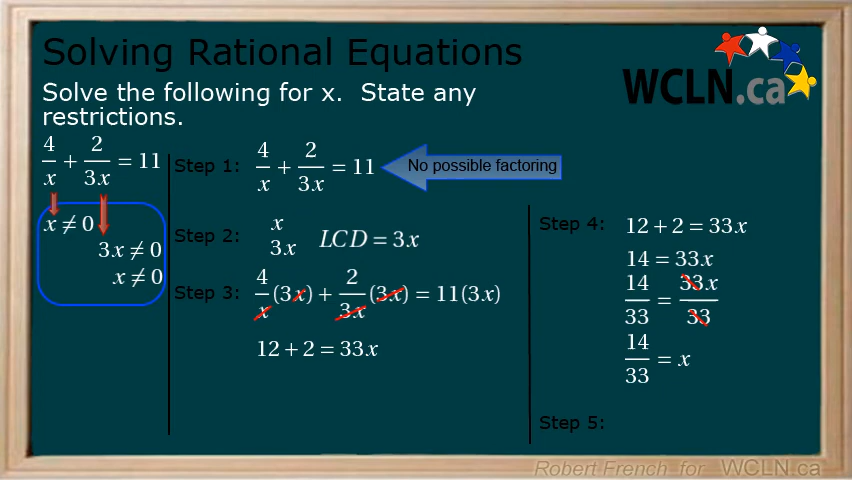 Solving Rational Equations
WCLN.ca
Solve the following for x. State any
restrictions.
4/x + 2/3x = 11
x ≠ 0
3x ≠ 0
x ≠ 0
Step 1: 4/x + 2/3x = 11 No possible factoring
Step 2: x
3x LCD = 3x
Step 3: 4/x (3x) + 2/3x (3x) = 11(3x)
12 + 2 = 33x
Step 4: 12 + 2 = 33x
14 = 33x
14/33 = 33x/33
14/33 = x
Step 5:
Robert French for WCLN.ca